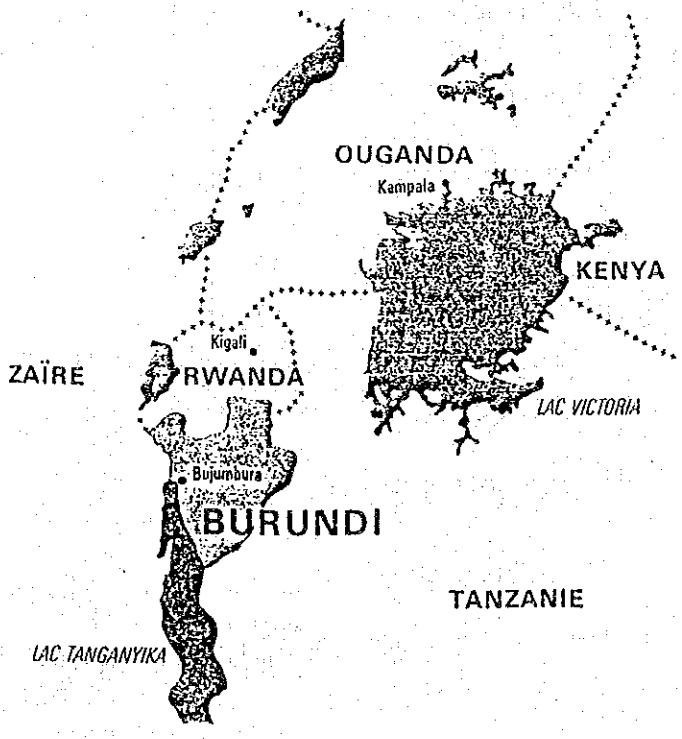 OUGANDA
Kampala
KENYA
Kigali
ZAÏRE
RWANDA
LAC VICTORIA
Bujumbura
BURUNDI
TANZANIE
LAC TANGANYIKA